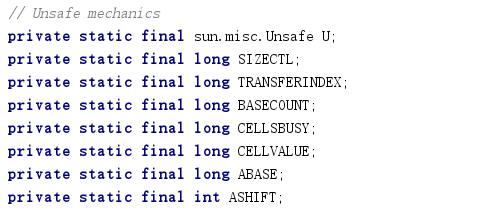 // Unsafe mechanics
private static final sun.misc.Unsafe U;
private static final long SIZECTL;
private static final long TRANSFERINDEX;
private static final long BASECOUNT;
private static final long CELLSBUSY;
private static final long CELLVALUE;
private static final long ABASE;
private static final int ASHIFT;